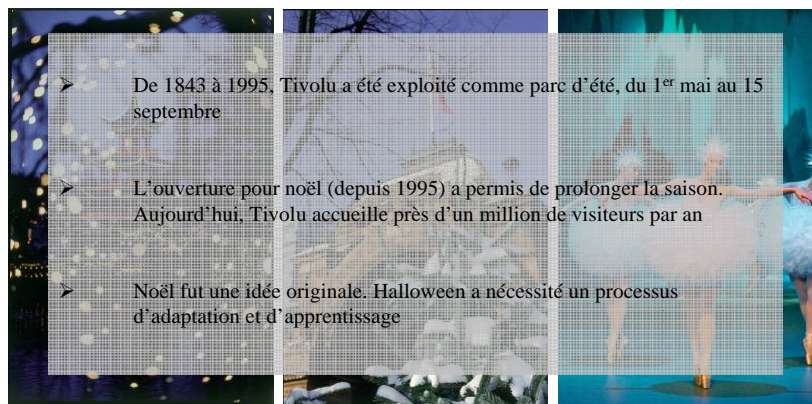 ➢ De 1843 à 1995, Tivolu a été exploité comme parc d’été, du 1er mai au 15
septembre
➢ L’ouverture pour noël (depuis 1995) a permis de prolonger la saison.
Aujourd’hui, Tivolu accueille près d’un million de visiteurs par an
➢ Noël fut une idée originale. Halloween a nécessité un processus
d’adaptation et d’apprentissage